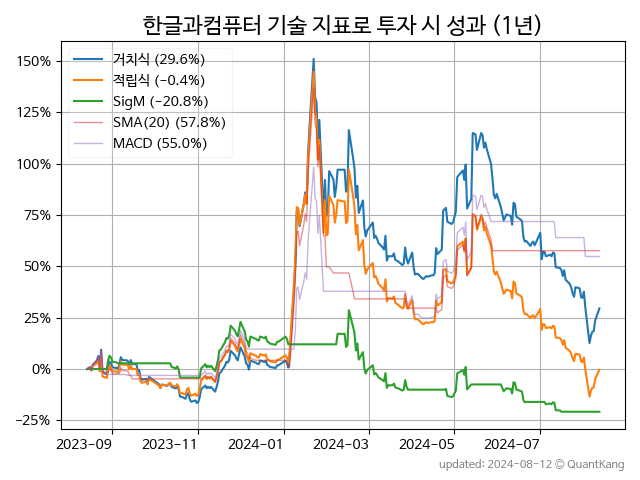 한글과컴퓨터 기술 지표로 투자 시 성과 (1년)
거치식 (29.6%)
적립식 (−0.4%)
SigM (−20.8%)
SMA(20) (57.8%)
MACD (55.0%)
150%
125%
100%
75%
50%
25%
0%
−25%
2023-09 2023-11 2024-01 2024-03 2024-05 2024-07
updated: 2024-08-12 © QuantKang